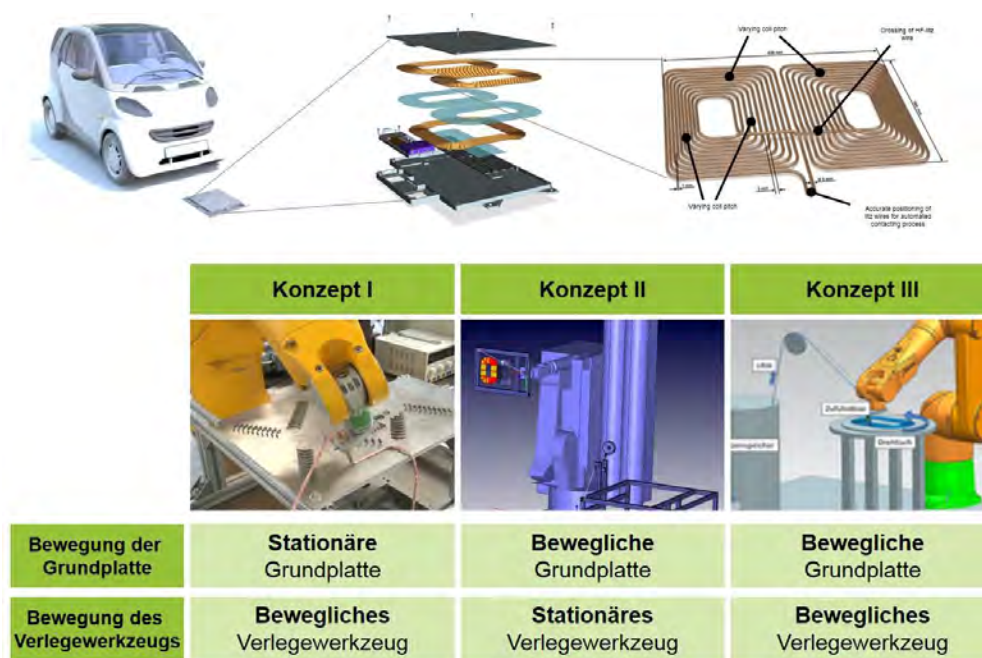 Varying coil pitch
Crossing of HF-litz
wire
Varying coil pitch
Accurate positioning of
litz wires for automated
contacting process
Konzept I
Konzept II
Konzept III
Zuführdüse
Drehtisch
Bewegung der
Grundplatte
Stationäre
Grundplatte
Bewegliche
Grundplatte
Bewegliche
Grundplatte
Bewegung des
Verlegewerkzeugs
Bewegliches
Verlegewerkzeug
Stationäres
Verlegewerkzeug
Bewegliches
Verlegewerkzeug